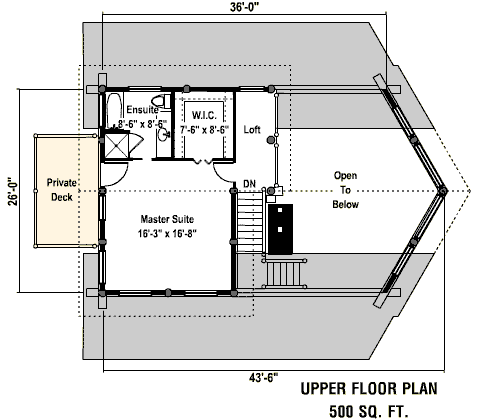 36'-0"
Ensuite
8'-6" x 8'-6"
W.I.C.
7'-6" x 8'-6"
Loft
Private
Deck
26'-0"
Open
To
Below
DN
Master Suite
16'-3" x 16'-8"
43'-6"
UPPER FLOOR PLAN
500 SQ. FT.